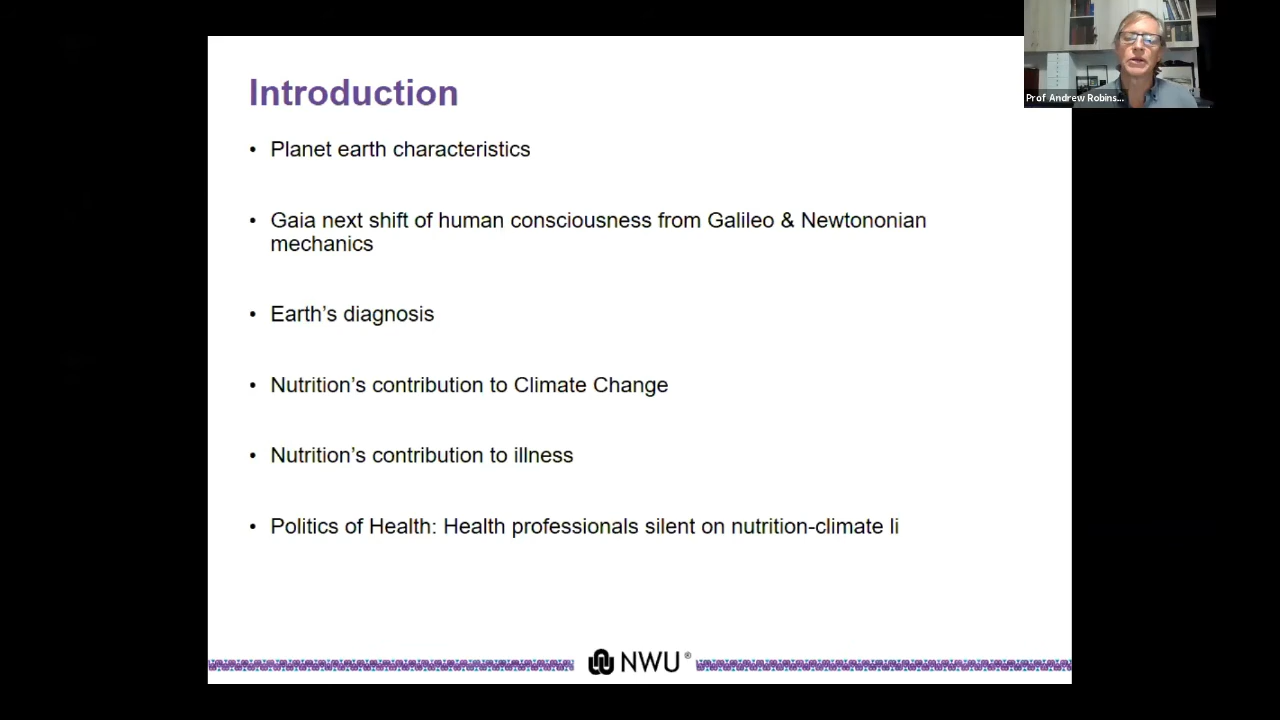 Introduction
• Planet earth characteristics
• Gaia next shift of human consciousness from Galileo & Newtononian
mechanics
• Earth’s diagnosis
• Nutrition’s contribution to Climate Change
• Nutrition’s contribution to illness
• Politics of Health: Health professionals silent on nutrition-climate li
NWU®
Prof Andrew Robins...